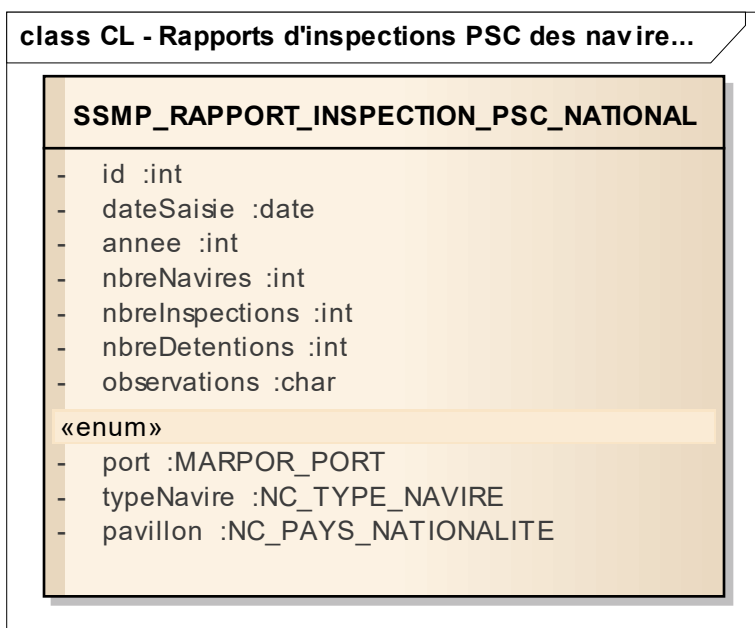 class CL - Rapports d'inspections PSC des navire...
SSMP_RAPPORT_INSPECTION_PSC_NATIONAL
- id :int
- dateSaisie :date
- annee :int
- nbreNavires :int
- nbreInspections :int
- nbreDetentions :int
- observations :char
«enum»
- port :MARPOR_PORT
- typeNavire :NC_TYPE_NAVIRE
- pavillon :NC_PAYS_NATIONALITE